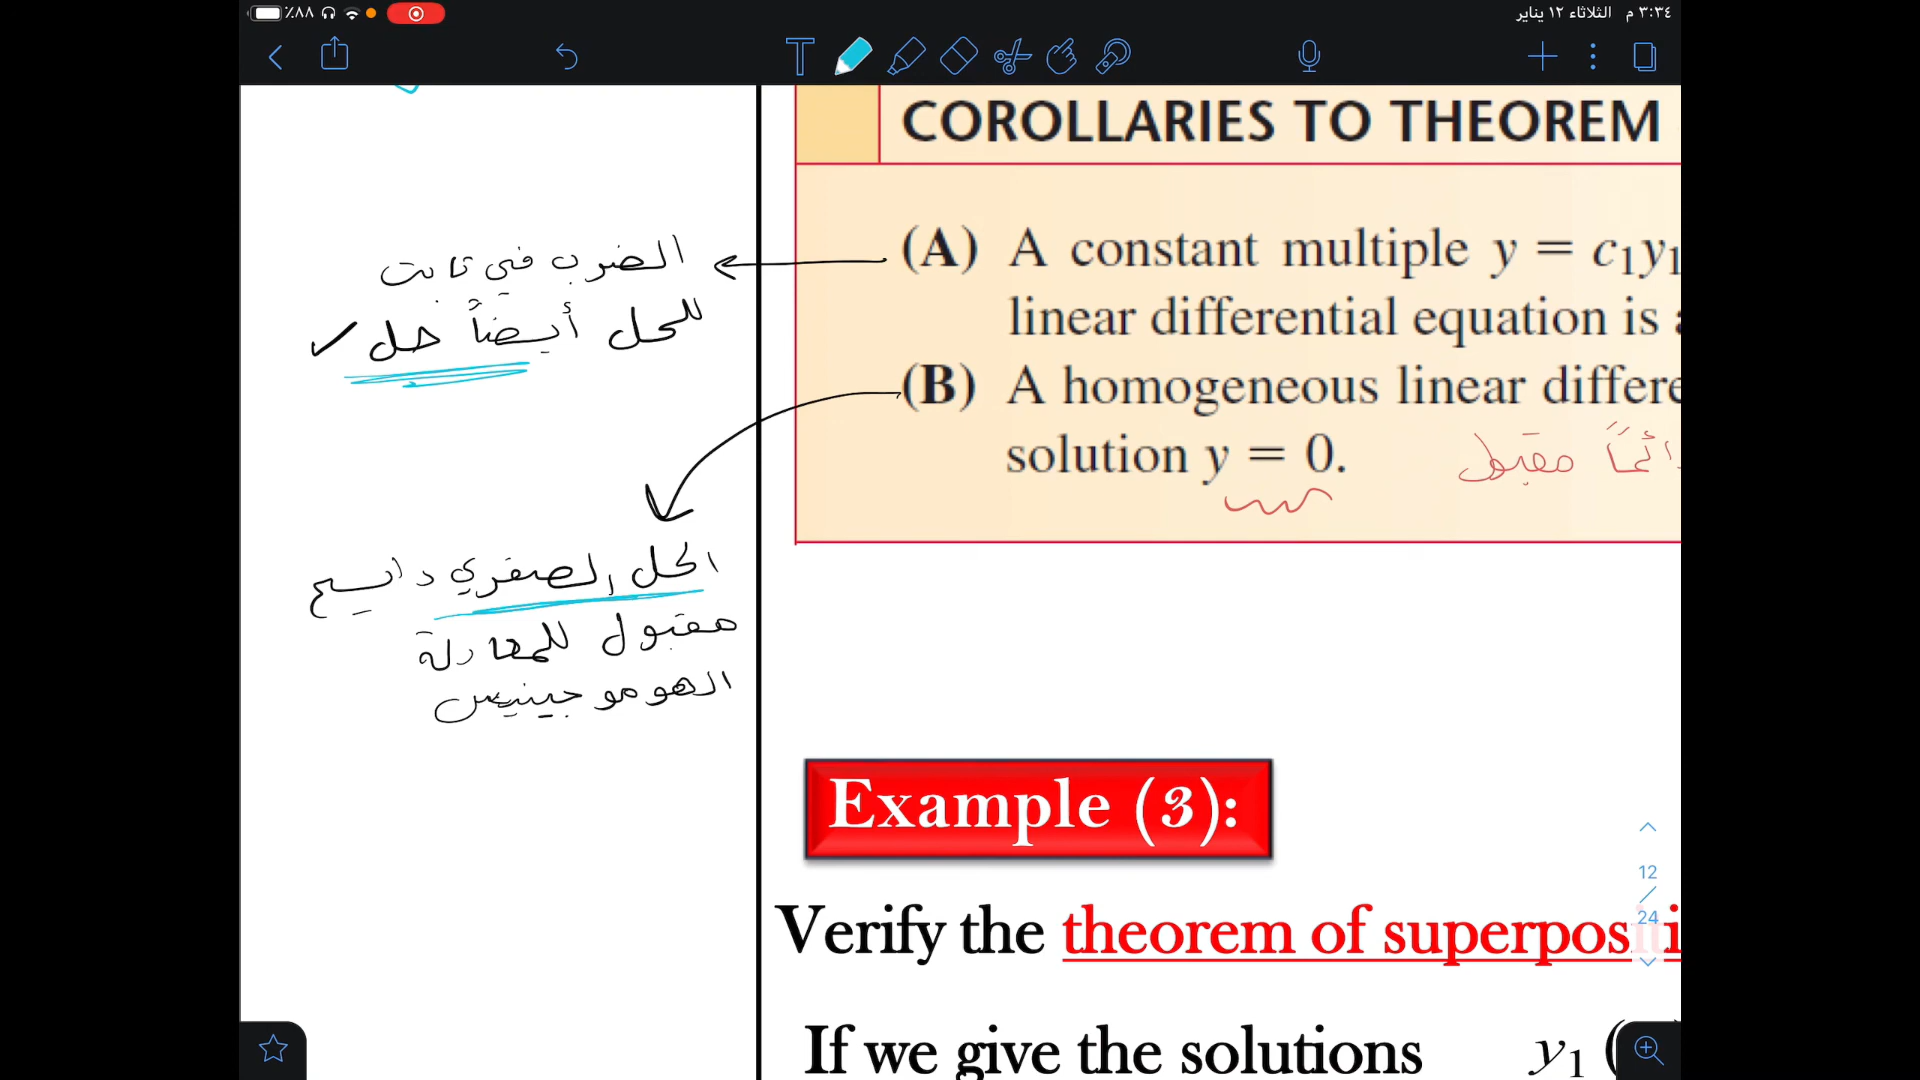 ٪٨٨
٣:٣٤ م الثلاثاء ١٢ يناير
T
COROLLARIES TO THEOREM
(A) A constant multiple y = c₁y₁
linear differential equation is
(B) A homogeneous linear differe
solution y = 0.
مقبول
الضرب في ثابت
للحل أيضاً حل ✓
الحل الصفري دايم
مقبول للمعادلة
الهوموجينيس
Example (3):
Verify the theorem of superpositi
If we give the solutions y₁ (
12
/
24